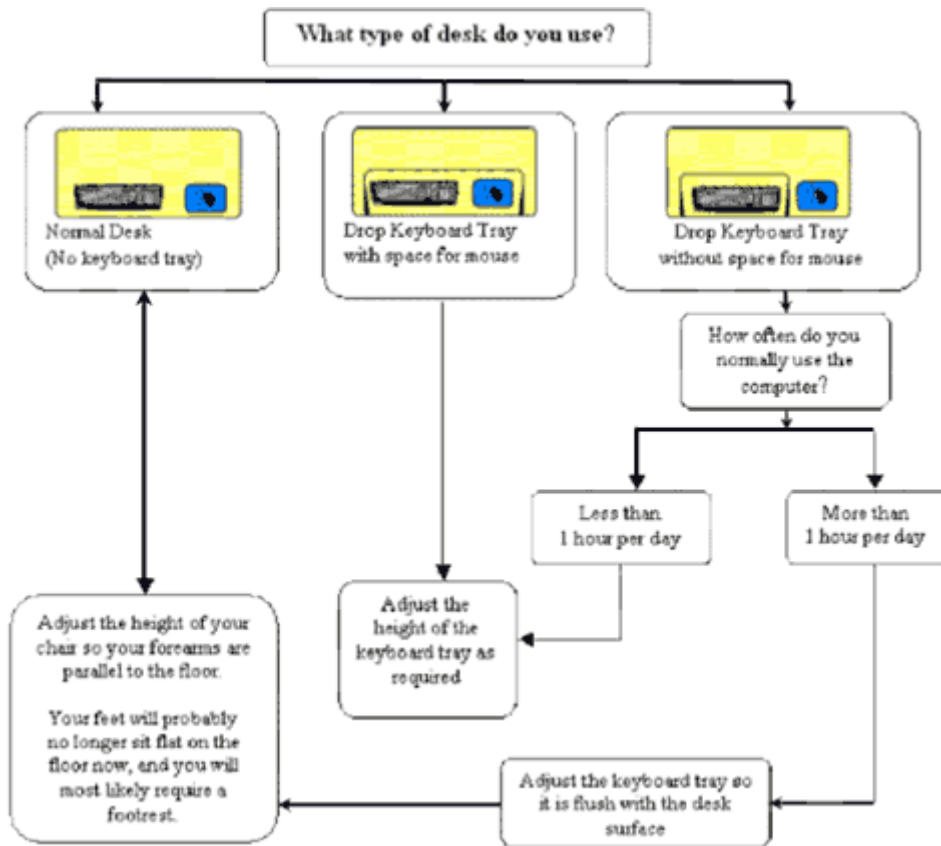 What type of desk do you use?
Normal Desk
(No keyboard tray)
Drop Keyboard Tray
with space for mouse
Drop Keyboard Tray
without space for mouse
How often do you
normally use the
computer?
Less than
1 hour per day
More than
1 hour per day
Adjust the height of your
chair so your forearms are
parallel to the floor.
Your feet will probably
no longer sit flat on the
floor now, and you will
most likely require a
footrest.
Adjust the
height of the
keyboard tray as
required
Adjust the keyboard tray so
it is flush with the desk
surface